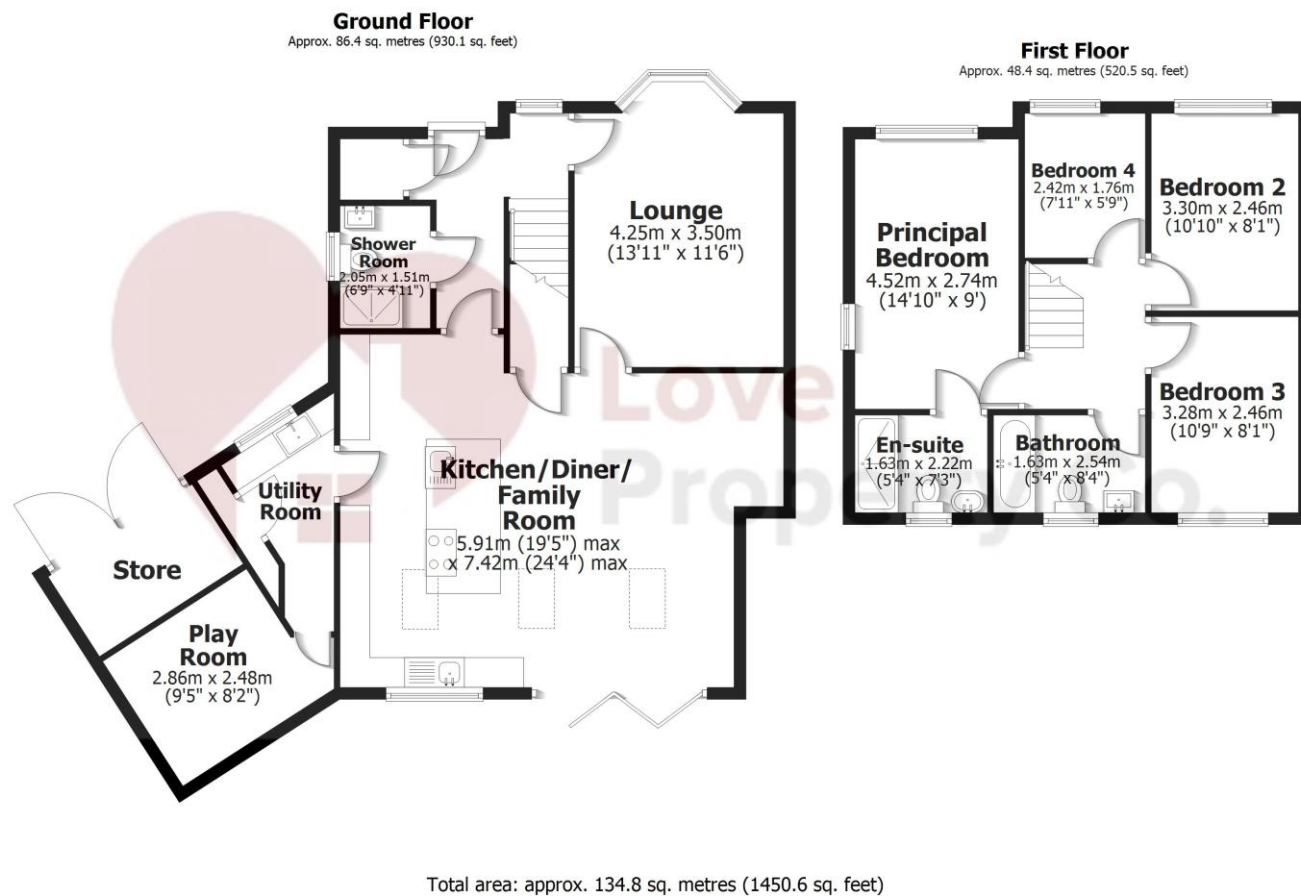 Ground Floor
Approx. 86.4 sq. metres (930.1 sq. feet)
First Floor
Approx. 48.4 sq. metres (520.5 sq. feet)
Lounge
4.25m x 3.50m
(13'11" x 11'6")
Shower
Room
2.05m x 1.51m
(6'9" x 4'11")
Kitchen/Diner/
Family
Room
5.91m (19'5") max
x 7.42m (24'4") max
Utility
Room
Store
Play
Room
2.86m x 2.48m
(9'5" x 8'2")
Principal
Bedroom
4.52m x 2.74m
(14'10" x 9')
Bedroom 4
2.42m x 1.76m
(7'11" x 5'9")
Bedroom 2
3.30m x 2.46m
(10'10" x 8'1")
Bedroom 3
3.28m x 2.46m
(10'9" x 8'1")
En-suite
1.63m x 2.22m
(5'4" x 7'3")
Bathroom
1.63m x 2.54m
(5'4" x 8'4")
Love
Property Co.
Total area: approx. 134.8 sq. metres (1450.6 sq. feet)